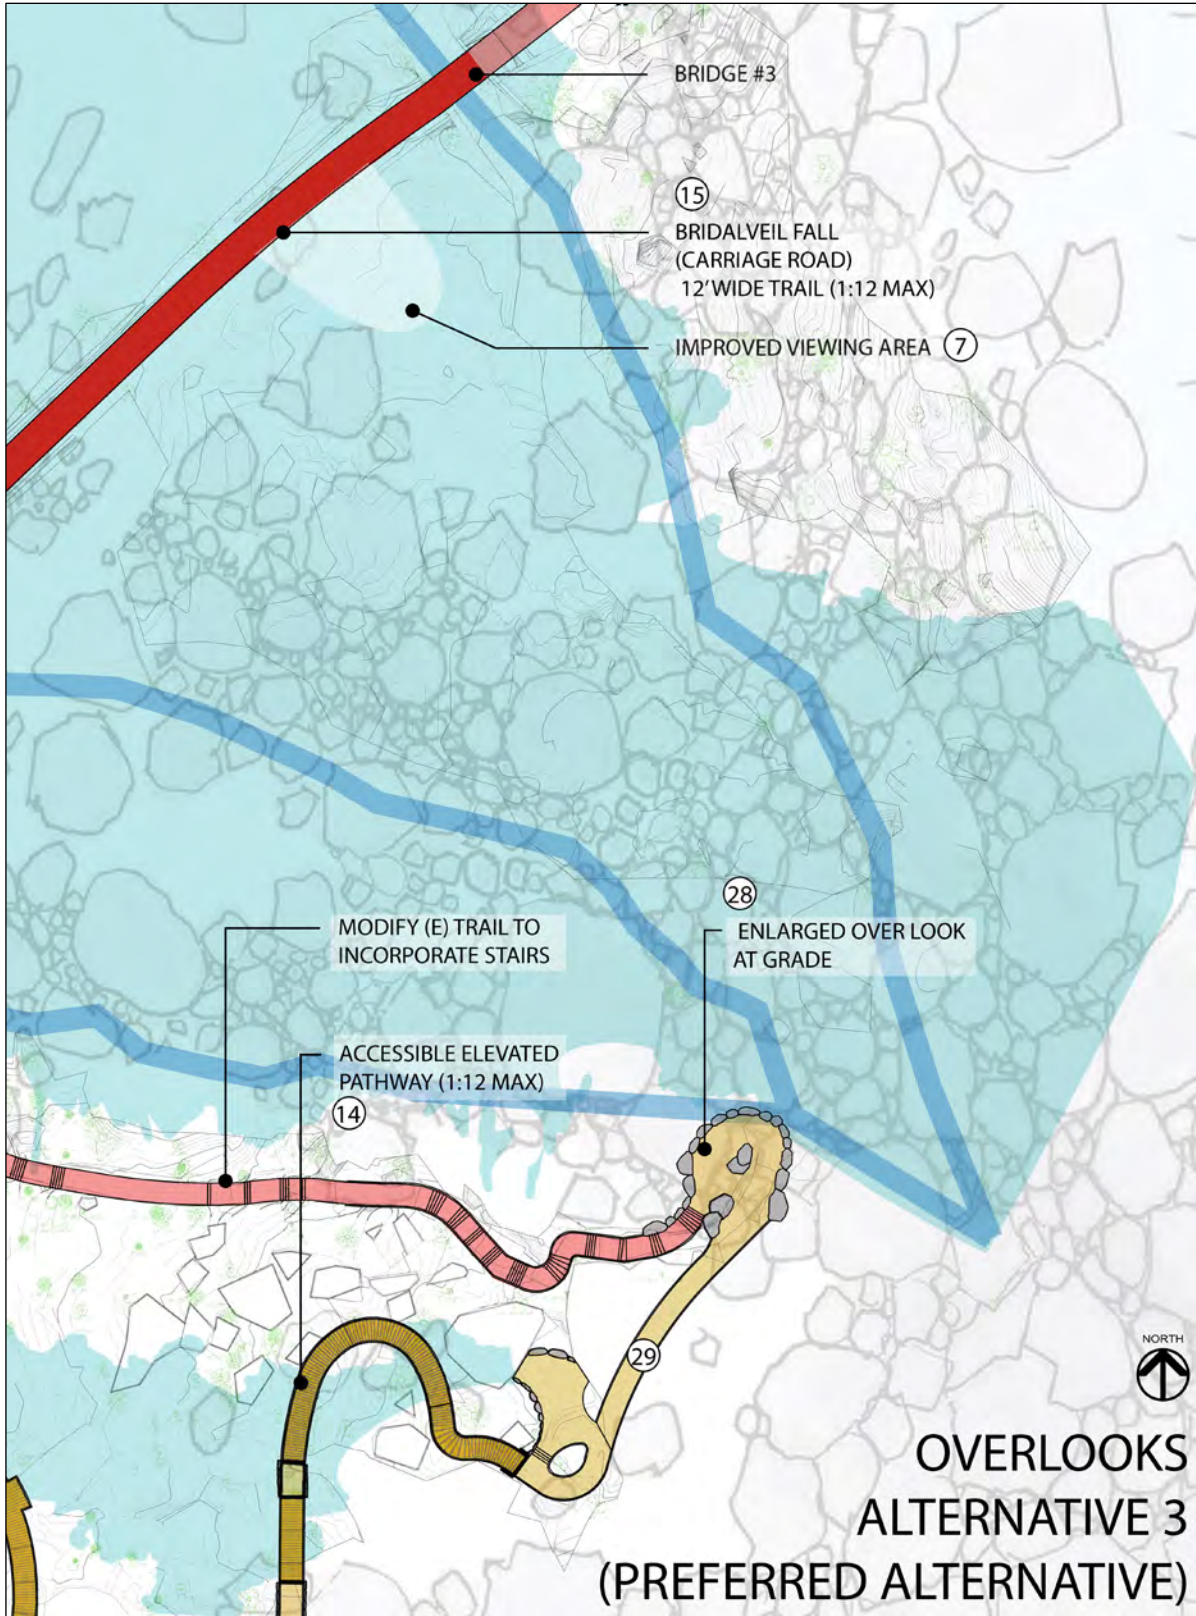 BRIDGE #3
15
BRIDALVEIL FALL
(CARRIAGE ROAD)
12' WIDE TRAIL (1:12 MAX)
IMPROVED VIEWING AREA 7
28
ENLARGED OVER LOOK
AT GRADE
MODIFY (E) TRAIL TO
INCORPORATE STAIRS
ACCESSIBLE ELEVATED
PATHWAY (1:12 MAX)
14
29
NORTH
OVERLOOKS
ALTERNATIVE 3
(PREFERRED ALTERNATIVE)